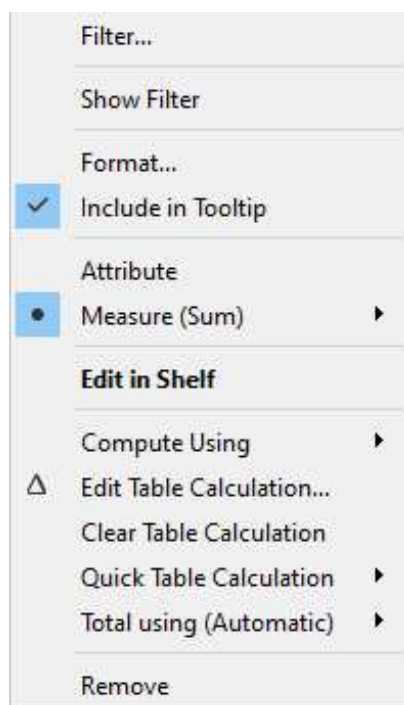 Filter...
Show Filter
Format...
Include in Tooltip
Attribute
Measure (Sum)
Edit in Shelf
Compute Using
Edit Table Calculation...
Clear Table Calculation
Quick Table Calculation
Total using (Automatic)
Remove